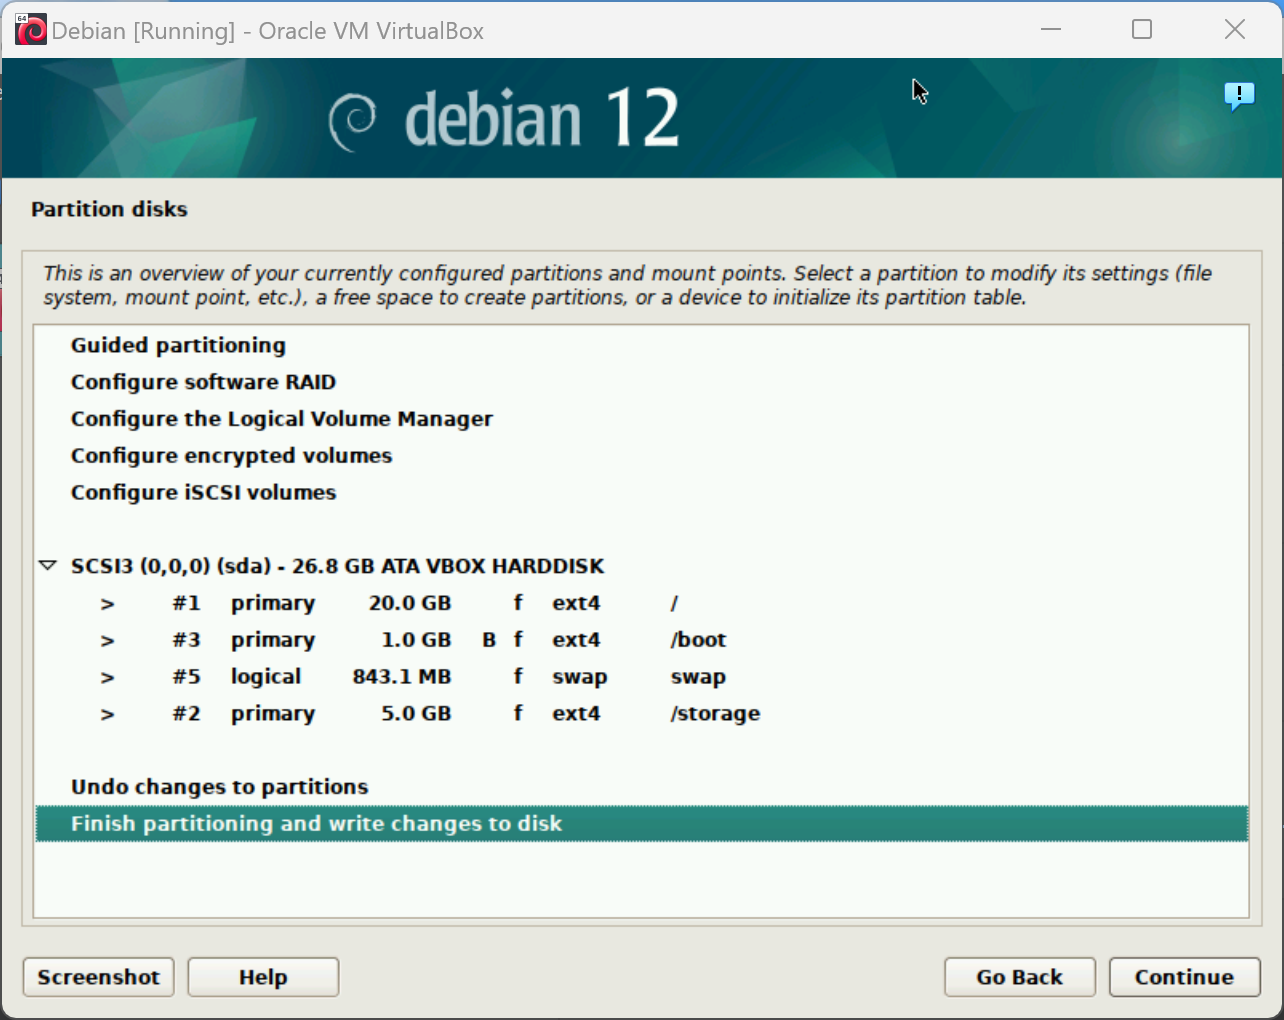 64
Debian [Running] - Oracle VM VirtualBox
debian 12
!
Partition disks
This is an overview of your currently configured partitions and mount points. Select a partition to modify its settings (file
system, mount point, etc.), a free space to create partitions, or a device to initialize its partition table.
Guided partitioning
Configure software RAID
Configure the Logical Volume Manager
Configure encrypted volumes
Configure iSCSI volumes
SCSI3 (0,0,0) (sda) - 26.8 GB ATA VBOX HARDDISK
> #1 primary 20.0 GB f ext4 /
> #3 primary 1.0 GB B f ext4 /boot
> #5 logical 843.1 MB f swap swap
> #2 primary 5.0 GB f ext4 /storage
Undo changes to partitions
Finish partitioning and write changes to disk
Screenshot Help Go Back Continue